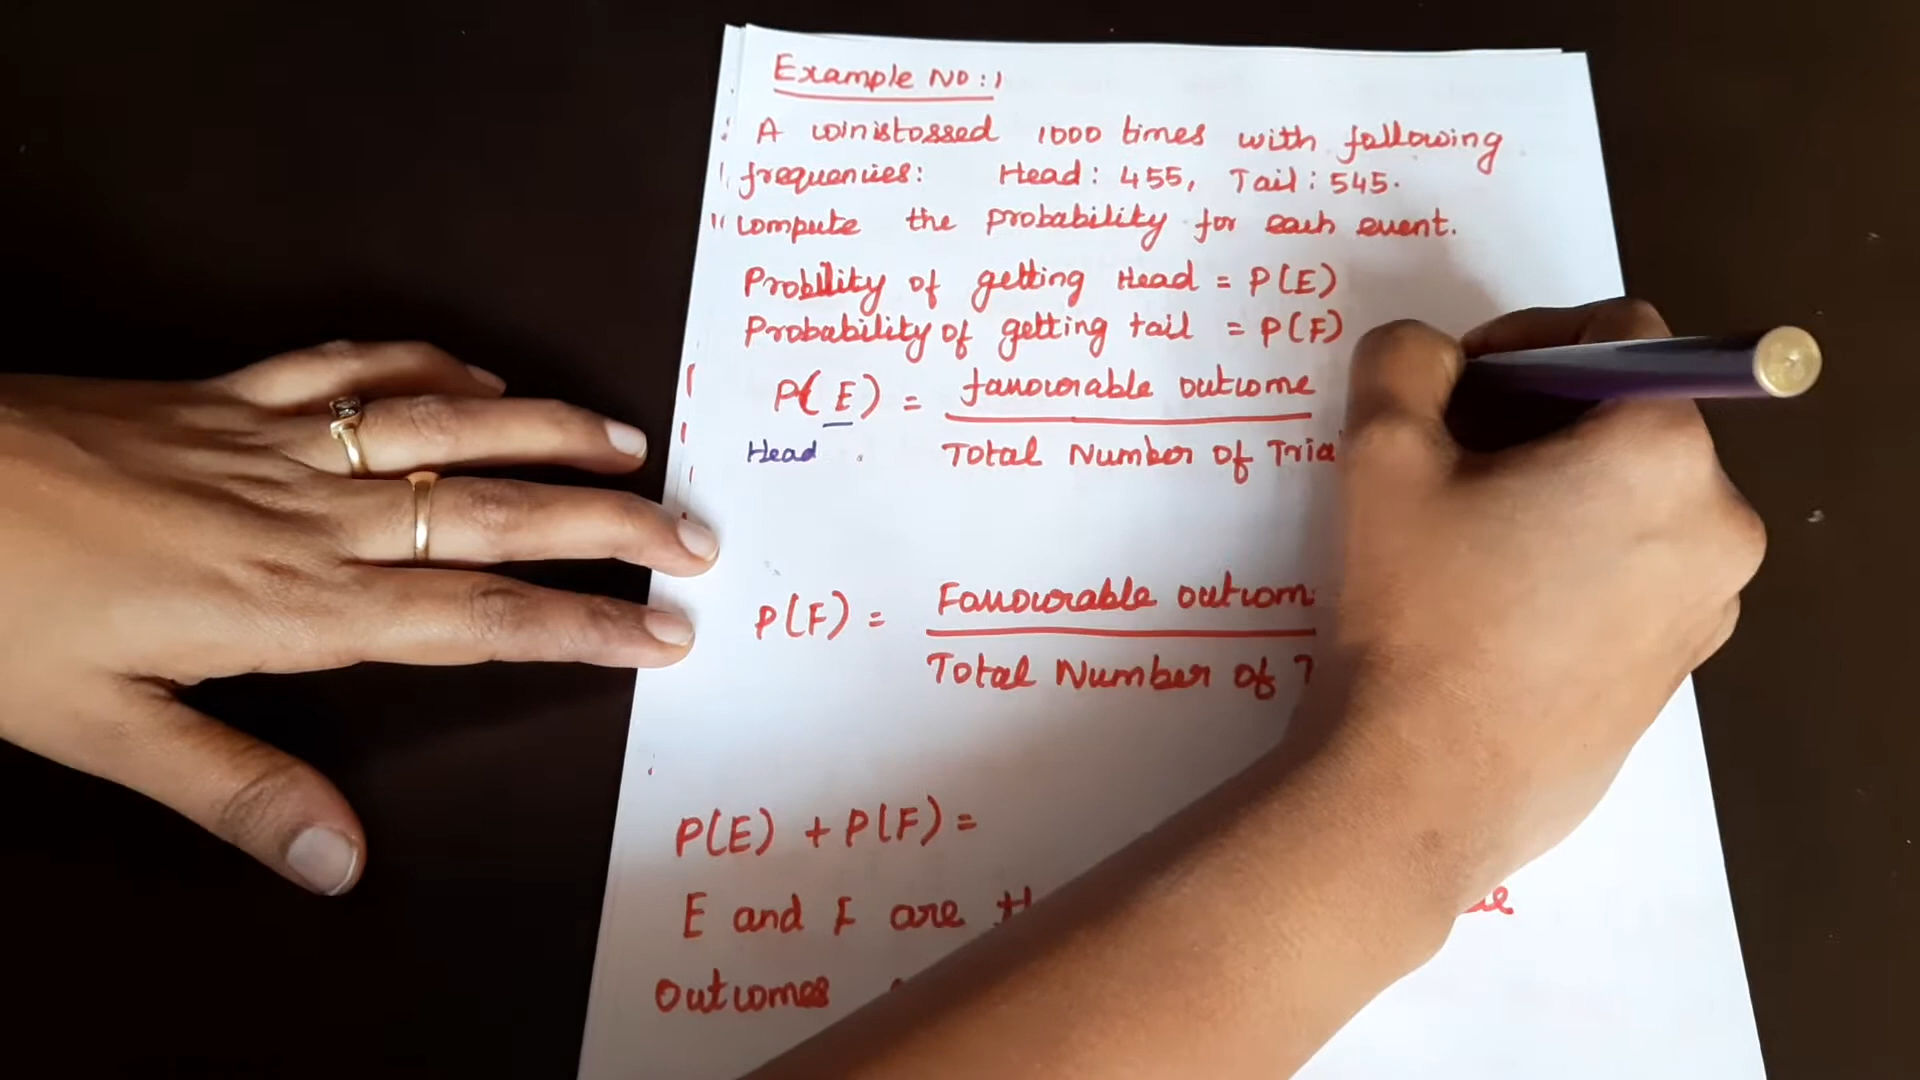 Example No:1
A coin is tossed 1000 times with following
frequencies: Head: 455, Tail: 545.
Compute the probability for each event.
Probility of getting Head = P(E)
Probability of getting tail = P(F)
P(E) = favourable outcome
Head Total Number of Tria
P(F) = Favourable outcom
Total Number of
P(E) + P(F) =
E and F are
outcomes